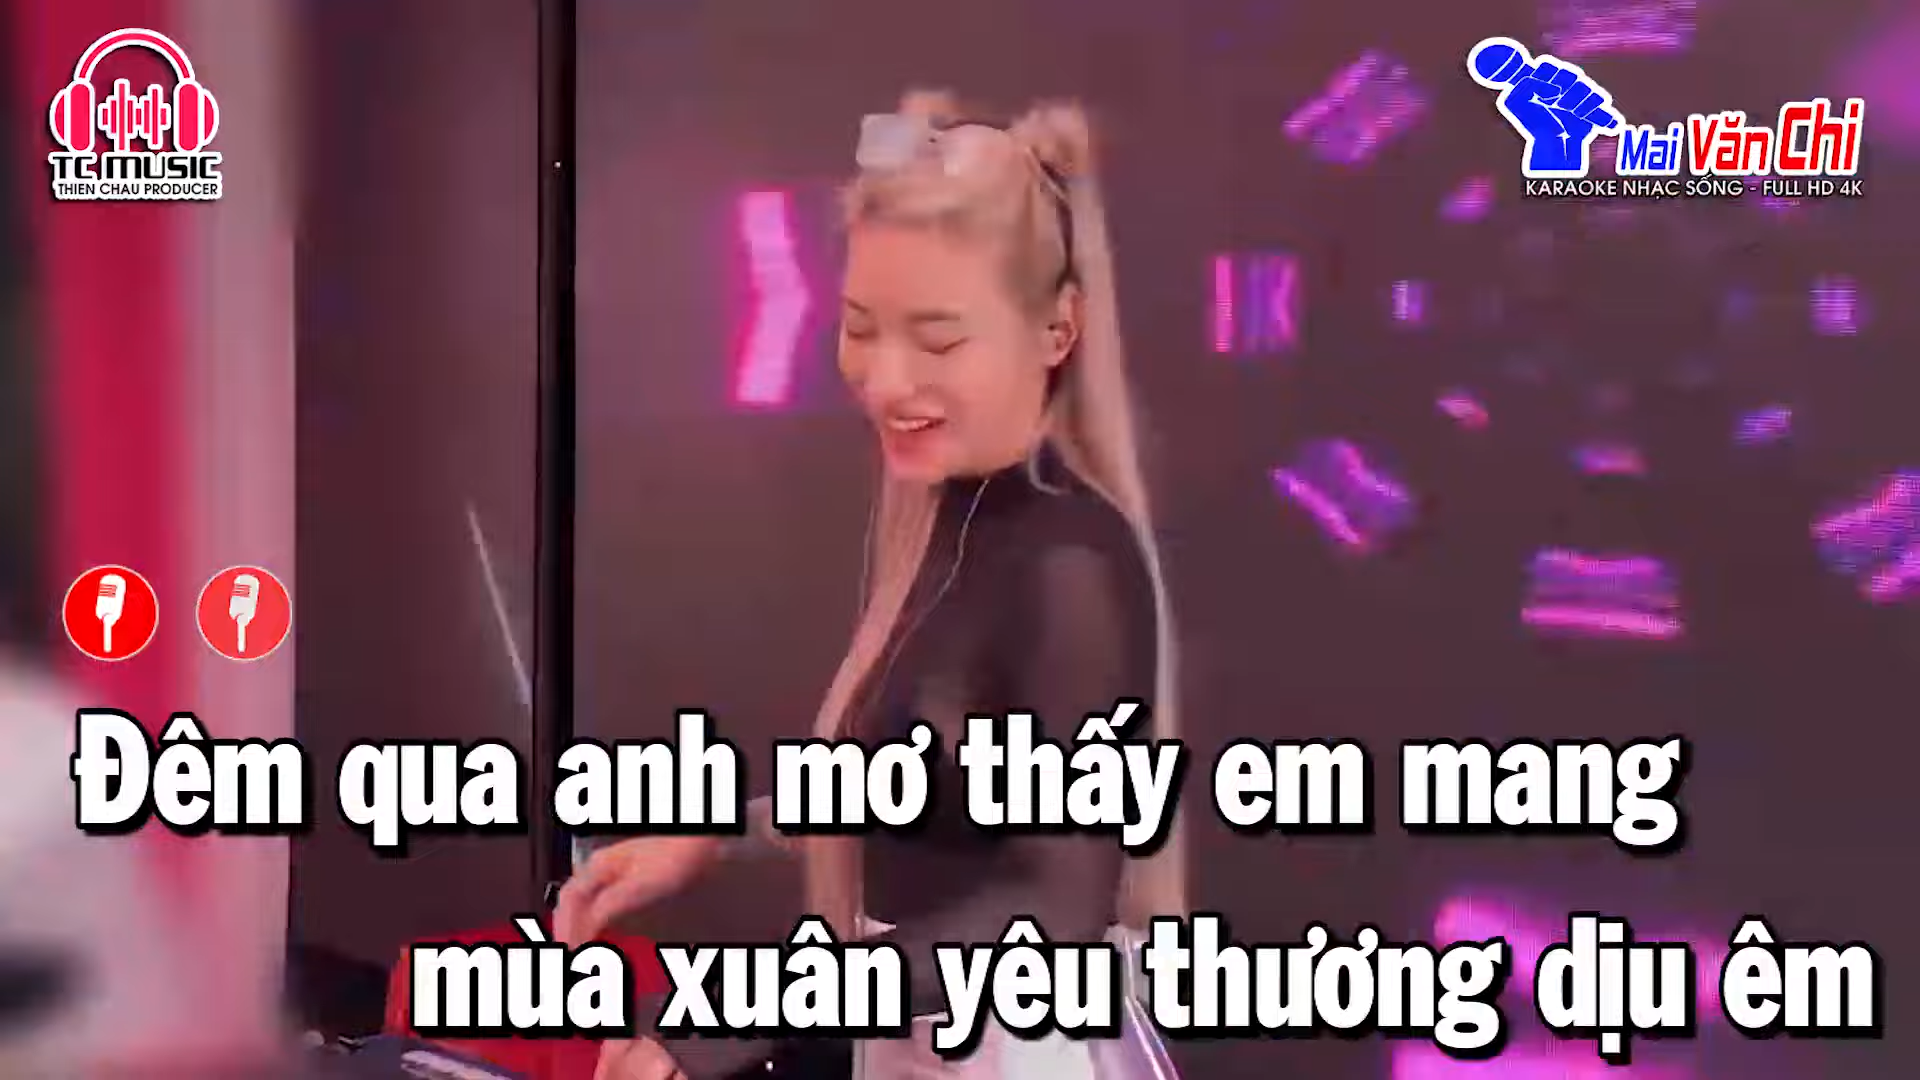 TC MUSIC
THIEN CHAU PRODUCER
Mai Văn Chi
KARAOKE NHẠC SỐNG - FULL HD 4K
Đêm qua anh mơ thấy em mang
mùa xuân yêu thương dịu êm